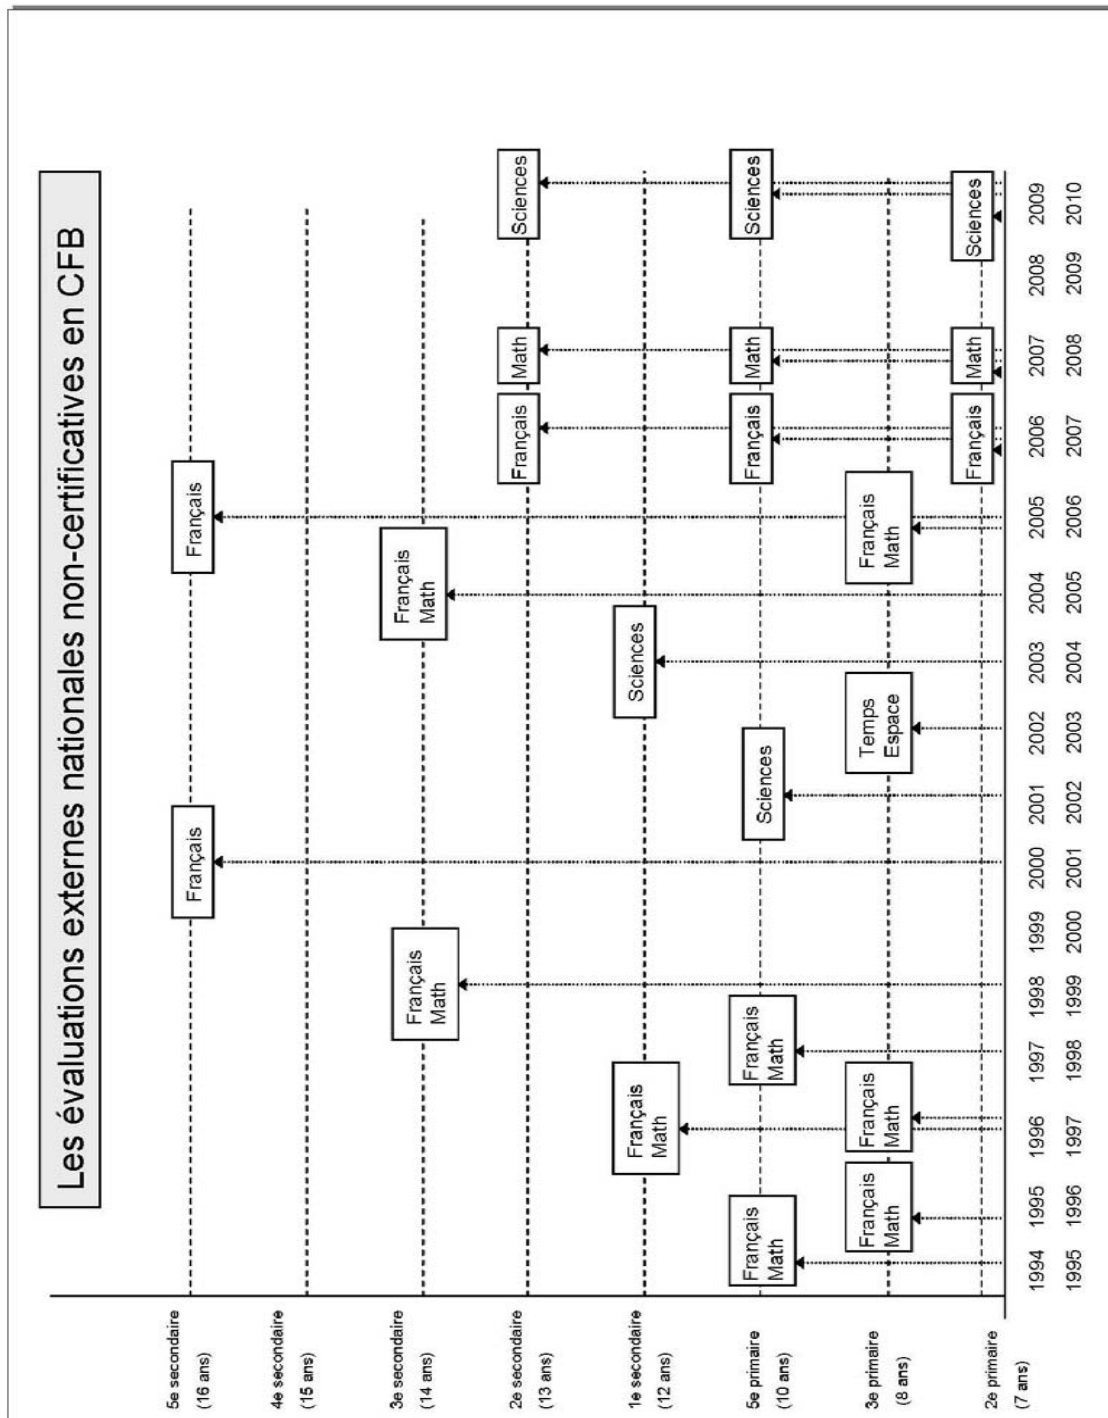 Les évaluations externes nationales non-certificatives en CFB
5e secondaire
(16 ans)
Français
Français
4e secondaire
(15 ans)
3e secondaire
(14 ans)
Français
Math
Français
Math
2e secondaire
(13 ans)
Français
Math
Sciences
1e secondaire
(12 ans)
Français
Math
Sciences
5e primaire
(10 ans)
Français
Math
Français
Math
Sciences
Français
Math
Sciences
3e primaire
(8 ans)
Français
Math
Français
Math
Temps
Espace
Français
Math
2e primaire
(7 ans)
Français
Math
Sciences
1994 1995 1996 1997 1998 1999 2000 2001 2002 2003 2004 2005 2006 2007 2008 2009
1995 1996 1997 1998 1999 2000 2001 2002 2003 2004 2005 2006 2007 2008 2009 2010